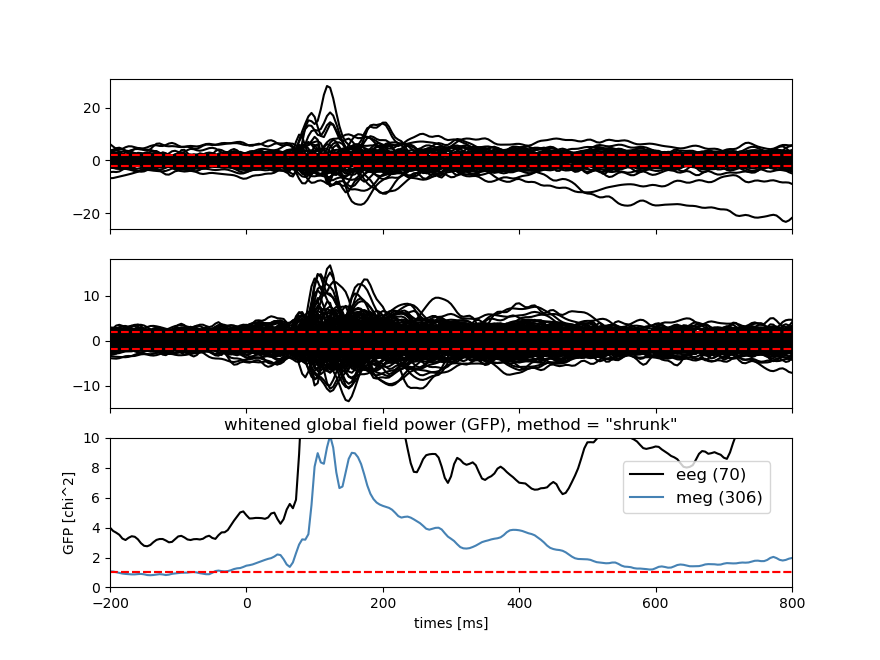 20
0
−20
10
0
−10
whitened global field power (GFP), method = "shrunk"
10
8
6
4
2
0
GFP [chi^2]
eeg (70)
meg (306)
−200 0 200 400 600 800
times [ms]